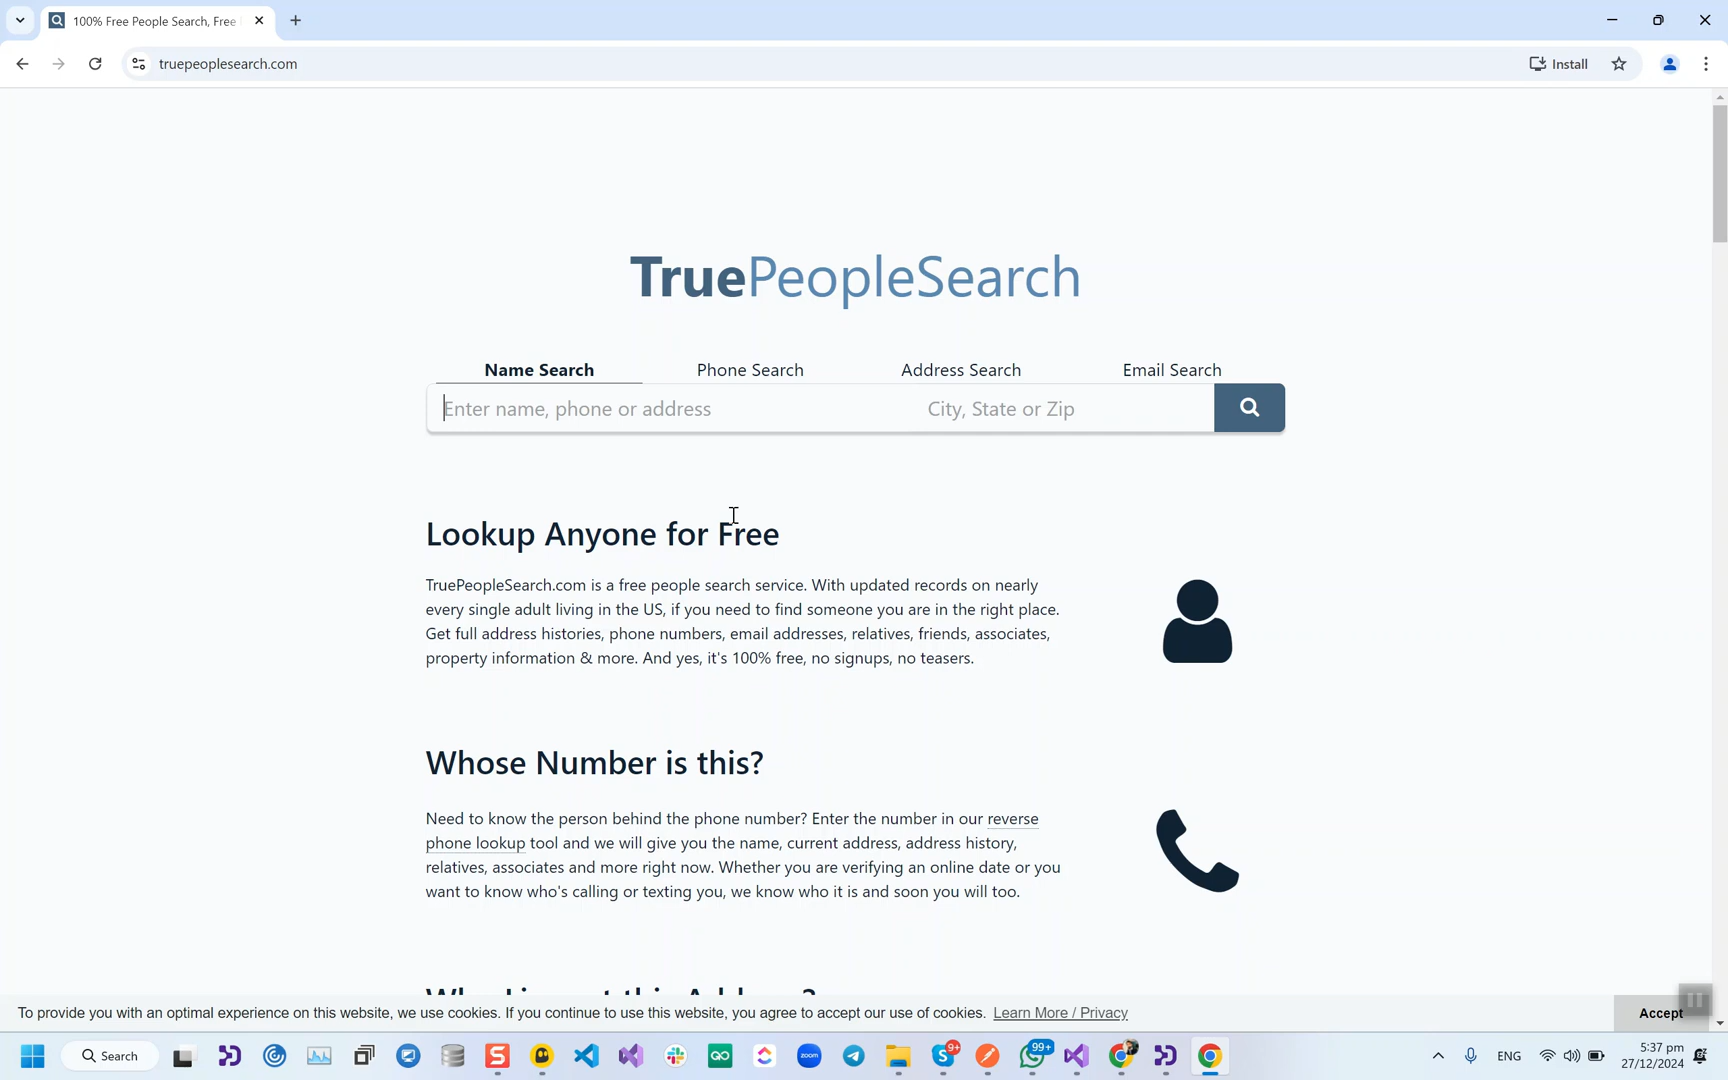 100% Free People Search, Free
truepeoplesearch.com
Install
TruePeopleSearch
Name Search Phone Search Address Search Email Search
Enter name, phone or address City, State or Zip
Lookup Anyone for Free
TruePeopleSearch.com is a free people search service. With updated records on nearly
every single adult living in the US, if you need to find someone you are in the right place.
Get full address histories, phone numbers, email addresses, relatives, friends, associates,
property information & more. And yes, it's 100% free, no signups, no teasers.
Whose Number is this?
Need to know the person behind the phone number? Enter the number in our reverse
phone lookup tool and we will give you the name, current address, address history,
relatives, associates and more right now. Whether you are verifying an online date or you
want to know who's calling or texting you, we know who it is and soon you will too.
To provide you with an optimal experience on this website, we use cookies. If you continue to use this website, you agree to accept our use of cookies. Learn More / Privacy
Accept
Search
zoom
9+
99+
ENG
5:37 pm
27/12/2024